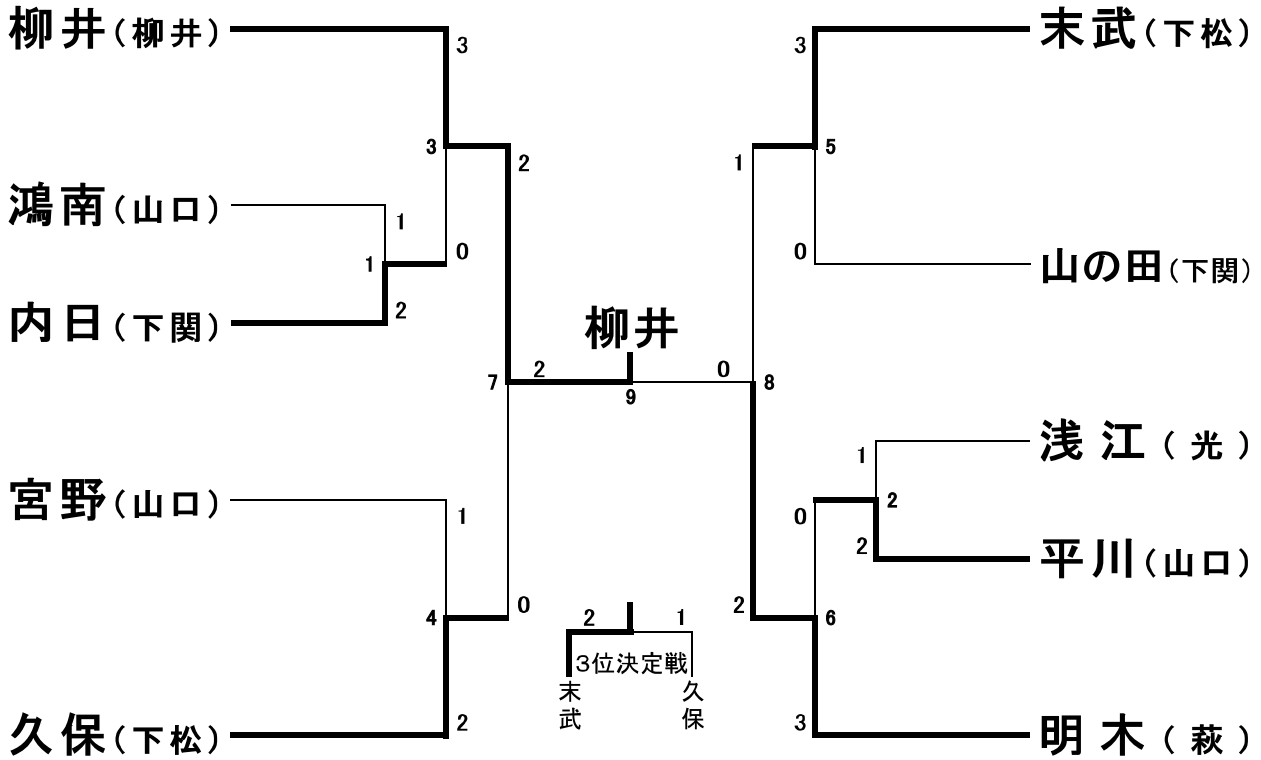 柳井(柳井)
3
3
2
鴻南(山口)
1
1
0
内日(下関)
2
7
2
宮野(山口)
1
4
0
久保(下松)
2
柳井
9
2
1
3位決定戦
末武
久保
末武(下松)
3
1
5
山の田(下関)
0
0
8
浅江(光)
1
0
2
平川(山口)
2
2
6
明木(萩)
3